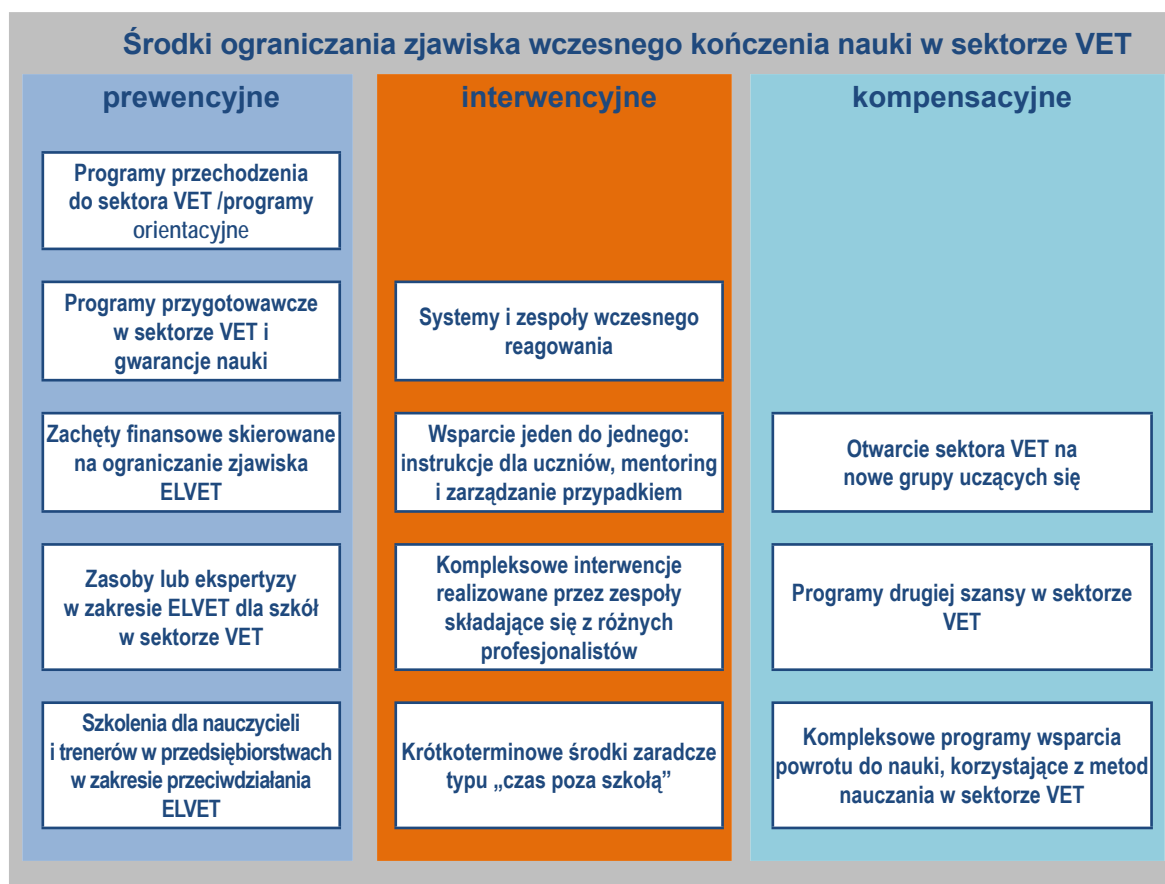 Środki ograniczania zjawiska wczesnego kończenia nauki w sektorze VET
prewencyjne
Programy przechodzenia
do sektora VET /programy
orientacyjne
Programy przygotowawcze
w sektorze VET i
gwarancje nauki
Zachęty finansowe skierowane
na ograniczanie zjawiska
ELVET
Zasoby lub ekspertyzy
w zakresie ELVET dla szkół
w sektorze VET
Szkolenia dla nauczycieli
i trenerów w przedsiębiorstwach
w zakresie przeciwdziałania
ELVET
interwencyjne
Systemy i zespoły wczesnego
reagowania
Wsparcie jeden do jednego:
instrukcje dla uczniów, mentoring
i zarządzanie przypadkiem
Kompleksowe interwencje
realizowane przez zespoły
składające się z różnych
profesjonalistów
Krótkoterminowe środki zaradcze
typu „czas poza szkołą”
kompensacyjne
Otwarcie sektora VET na
nowe grupy uczących się
Programy drugiej szansy w sektorze
VET
Kompleksowe programy wsparcia
powrotu do nauki, korzystające z metod
nauczania w sektorze VET